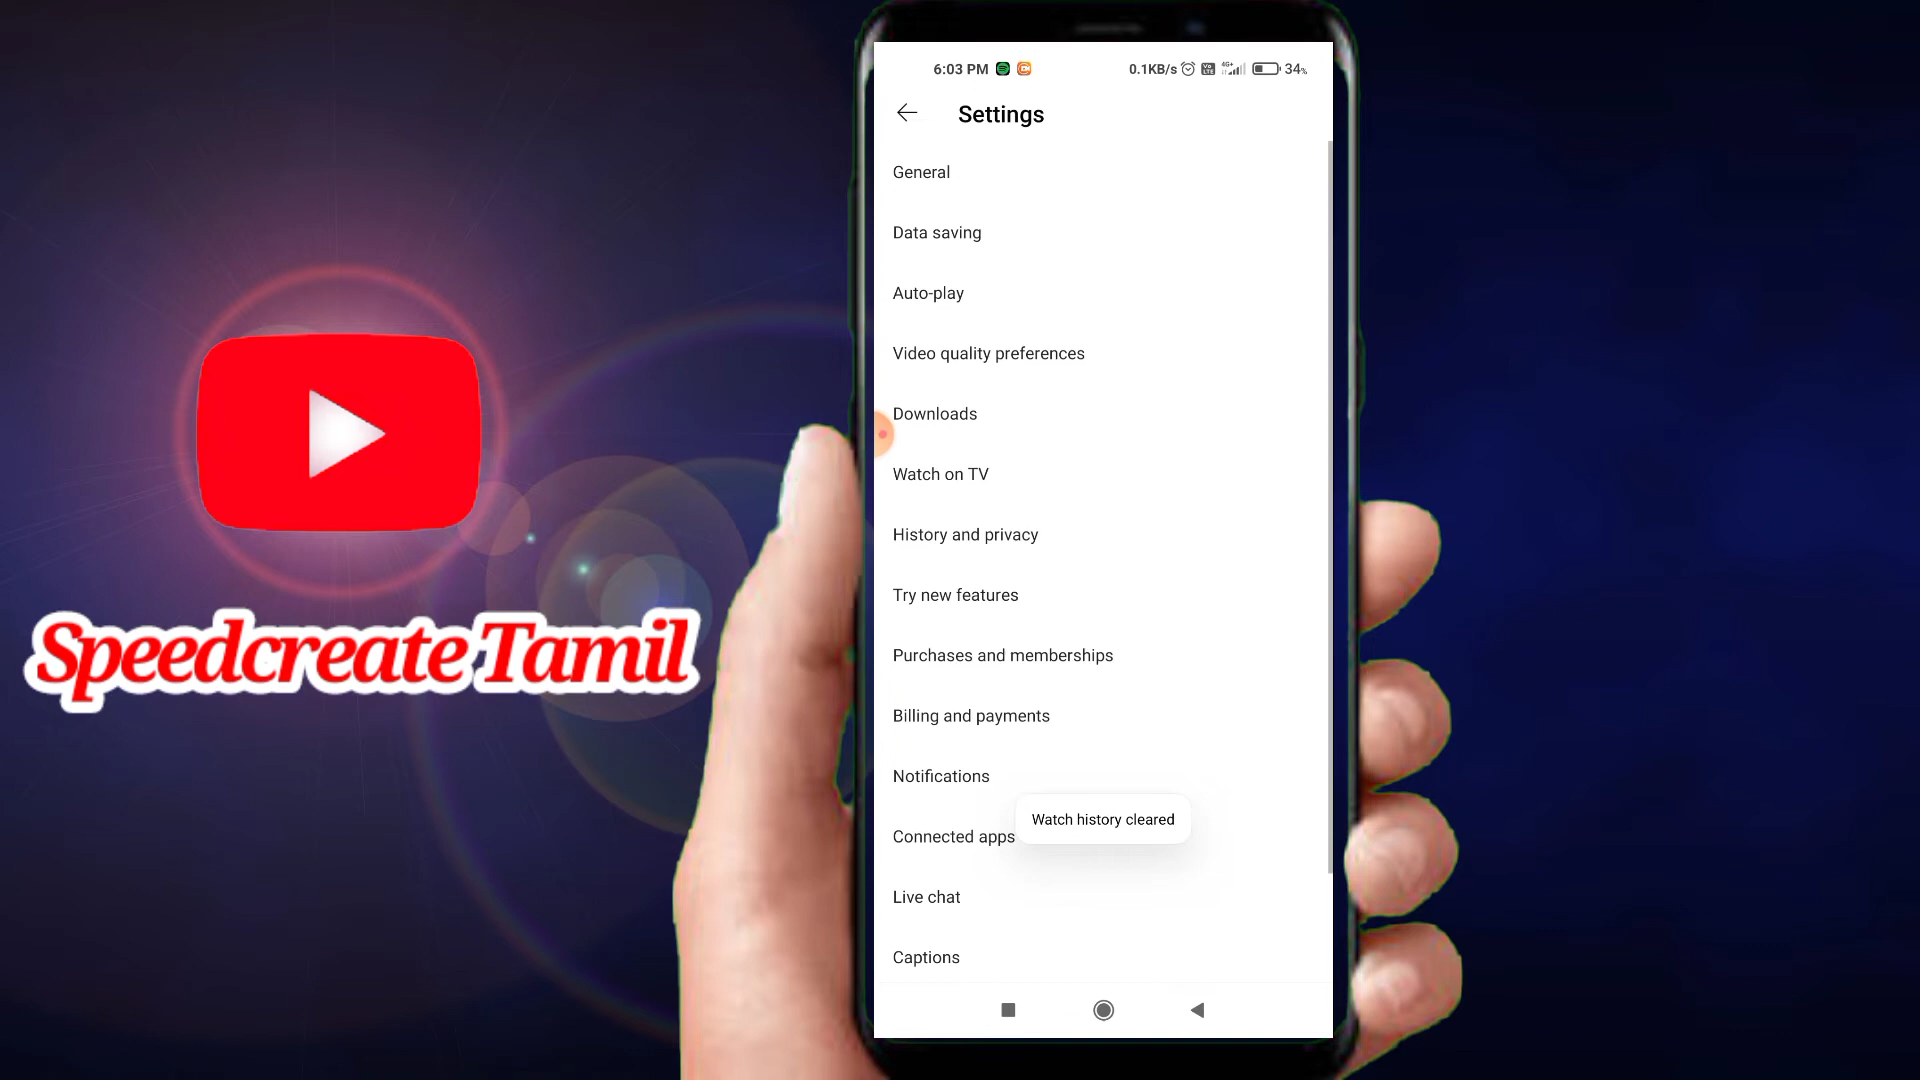 6:03 PM 0.1KB/s 4G+ 34%
Settings
General
Data saving
Auto-play
Video quality preferences
Downloads
Watch on TV
History and privacy
Try new features
Purchases and memberships
Billing and payments
Notifications
Watch history cleared
Connected apps
Live chat
Captions
Speedcreate Tamil